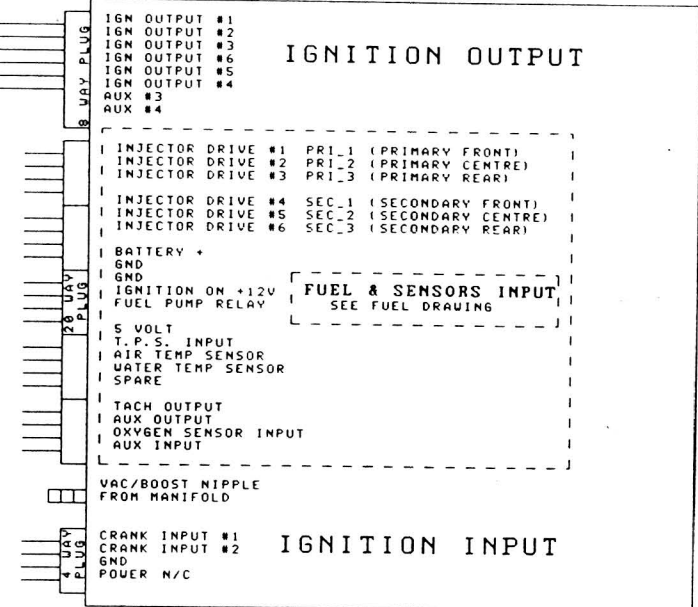 IGN OUTPUT #1
IGN OUTPUT #2
IGN OUTPUT #3
IGN OUTPUT #6
IGN OUTPUT #5
IGN OUTPUT #4
AUX #3
AUX #4
8 WAY PLUG
IGNITION OUTPUT
INJECTOR DRIVE #1 PRI_1 (PRIMARY FRONT)
INJECTOR DRIVE #2 PRI_2 (PRIMARY CENTRE)
INJECTOR DRIVE #3 PRI_3 (PRIMARY REAR)
INJECTOR DRIVE #4 SEC_1 (SECONDARY FRONT)
INJECTOR DRIVE #5 SEC_2 (SECONDARY CENTRE)
INJECTOR DRIVE #6 SEC_3 (SECONDARY REAR)
BATTERY +
GND
GND
IGNITION ON +12V
FUEL PUMP RELAY
20 WAY
PLUG
FUEL & SENSORS INPUT
SEE FUEL DRAWING
5 VOLT
T.P.S. INPUT
AIR TEMP SENSOR
WATER TEMP SENSOR
SPARE
TACH OUTPUT
AUX OUTPUT
OXYGEN SENSOR INPUT
AUX INPUT
VAC/BOOST NIPPLE
FROM MANIFOLD
4 WAY
PLUG
CRANK INPUT #1
CRANK INPUT #2
GND
POWER N/C
IGNITION INPUT